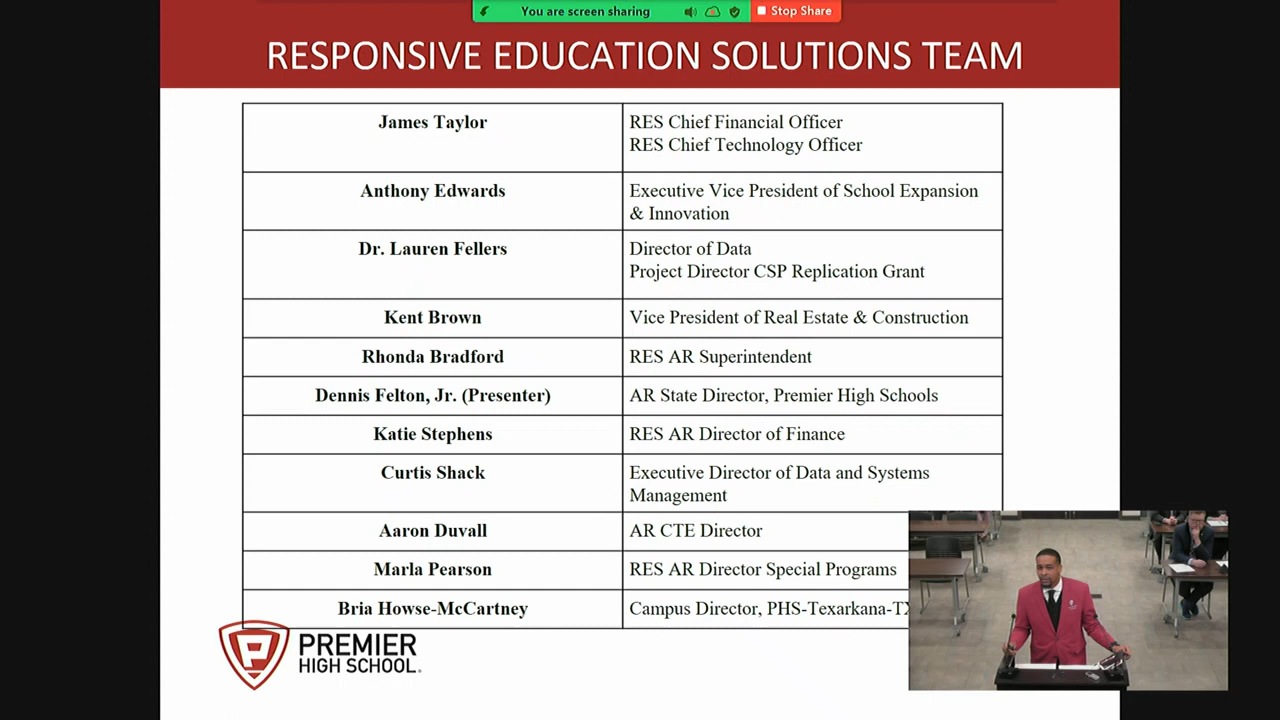 You are screen sharing
Stop Share
RESPONSIVE EDUCATION SOLUTIONS TEAM
James Taylor
RES Chief Financial Officer
RES Chief Technology Officer
Anthony Edwards
Executive Vice President of School Expansion
& Innovation
Dr. Lauren Fellers
Director of Data
Project Director CSP Replication Grant
Kent Brown
Vice President of Real Estate & Construction
Rhonda Bradford
RES AR Superintendent
Dennis Felton, Jr. (Presenter)
AR State Director, Premier High Schools
Katie Stephens
RES AR Director of Finance
Curtis Shack
Executive Director of Data and Systems
Management
Aaron Duvall
AR CTE Director
Marla Pearson
RES AR Director Special Programs
Bria Howse-McCartney
Campus Director, PHS-Texarkana-TX
P
PREMIER
HIGH SCHOOL®